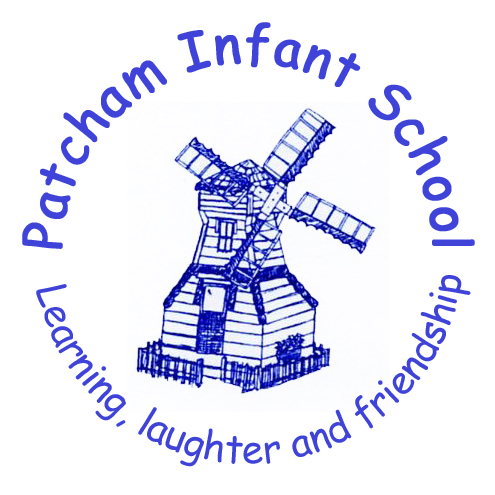 Patcham Infant School
Learning, laughter and friendship